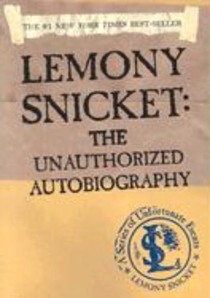 THE #1 NEW YORK TIMES BEST-SELLER
LEMONY
SNICKET:
THE
UNAUTHORIZED
AUTOBIOGRAPHY
A Series of Unfortunate Events
LEMONY SNICKET